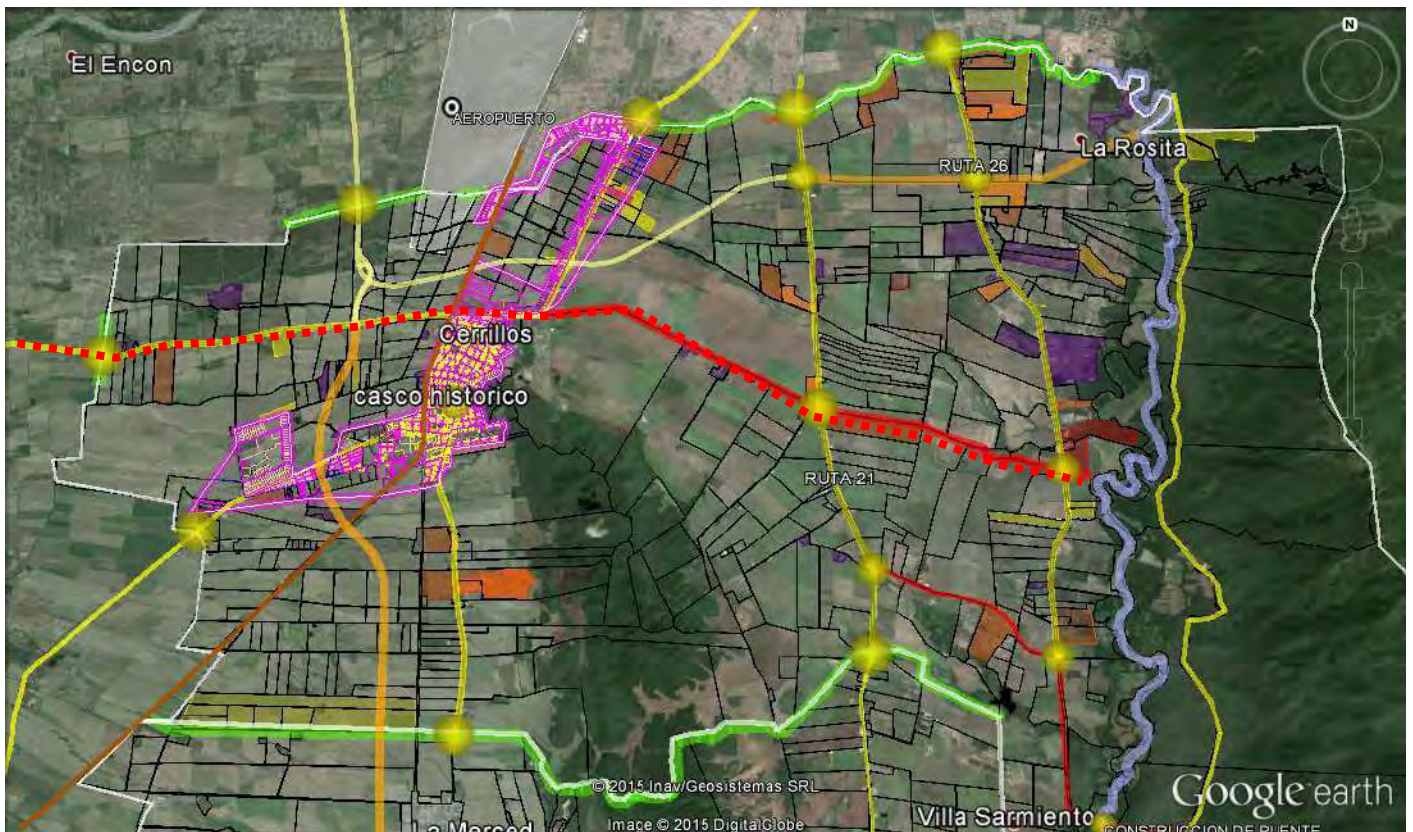 N
El Encon
AEROPUERTO
La Rosita
RUTA 26
Cerrillos
casco historico
RUTA 21
© 2015 Inav/Geosistemas SRL
Google earth
Villa Sarmiento
La Merced
Image © 2015 DigitalGlobe
CONSTRUCCION DE PUENTE